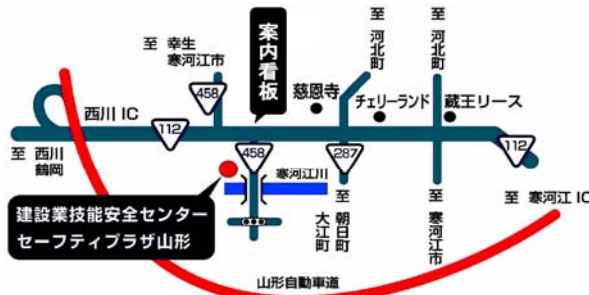 至 幸生
寒河江市
458
案内看板
至 河北町
至 河北町
慈恩寺
チェリーランド
蔵王リース
西川 IC
112
458
287
112
至 西川
鶴岡
寒河江川
至 寒河江 IC
建設業技能安全センター
セーフティプラザ山形
至 朝日町
大江町
至 寒河江市
山形自動車道